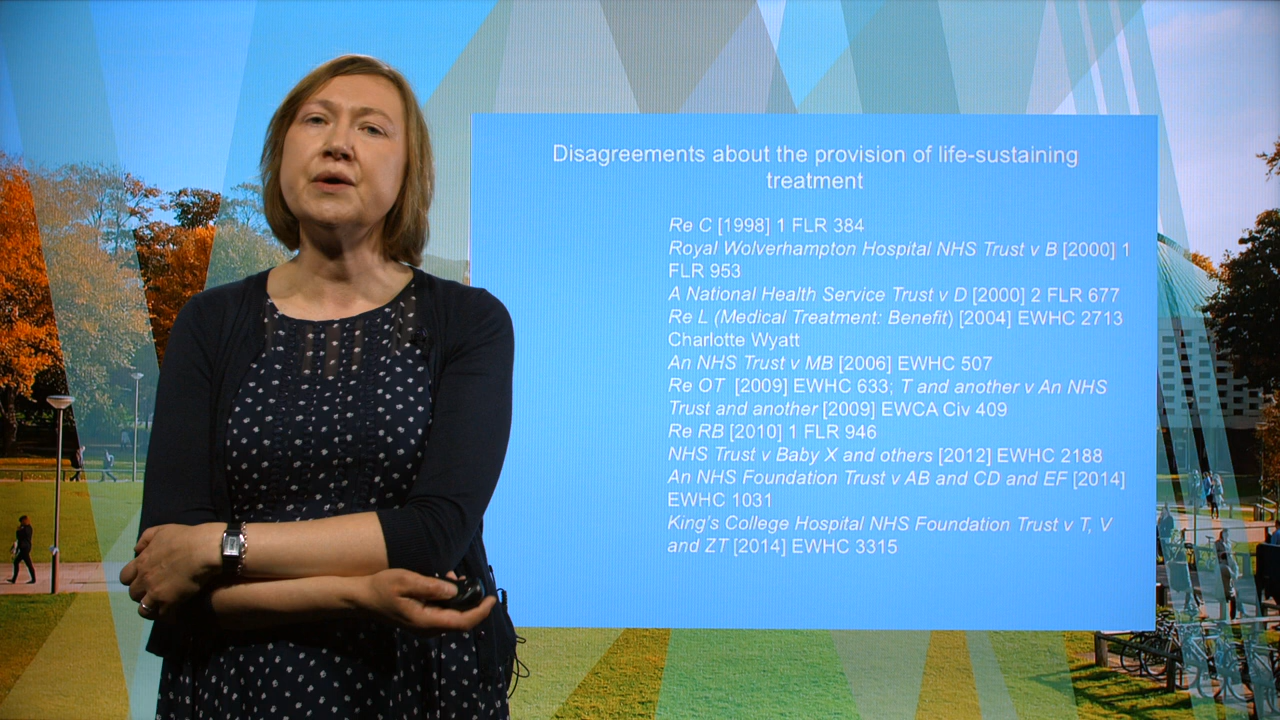 Disagreements about the provision of life-sustaining
treatment
Re C [1998] 1 FLR 384
Royal Wolverhampton Hospital NHS Trust v B [2000] 1
FLR 953
A National Health Service Trust v D [2000] 2 FLR 677
Re L (Medical Treatment: Benefit) [2004] EWHC 2713
Charlotte Wyatt
An NHS Trust v MB [2006] EWHC 507
Re OT [2009] EWHC 633; T and another v An NHS
Trust and another [2009] EWCA Civ 409
Re RB [2010] 1 FLR 946
NHS Trust v Baby X and others [2012] EWHC 2188
An NHS Foundation Trust v AB and CD and EF [2014]
EWHC 1031
King's College Hospital NHS Foundation Trust v T, V
and ZT [2014] EWHC 3315